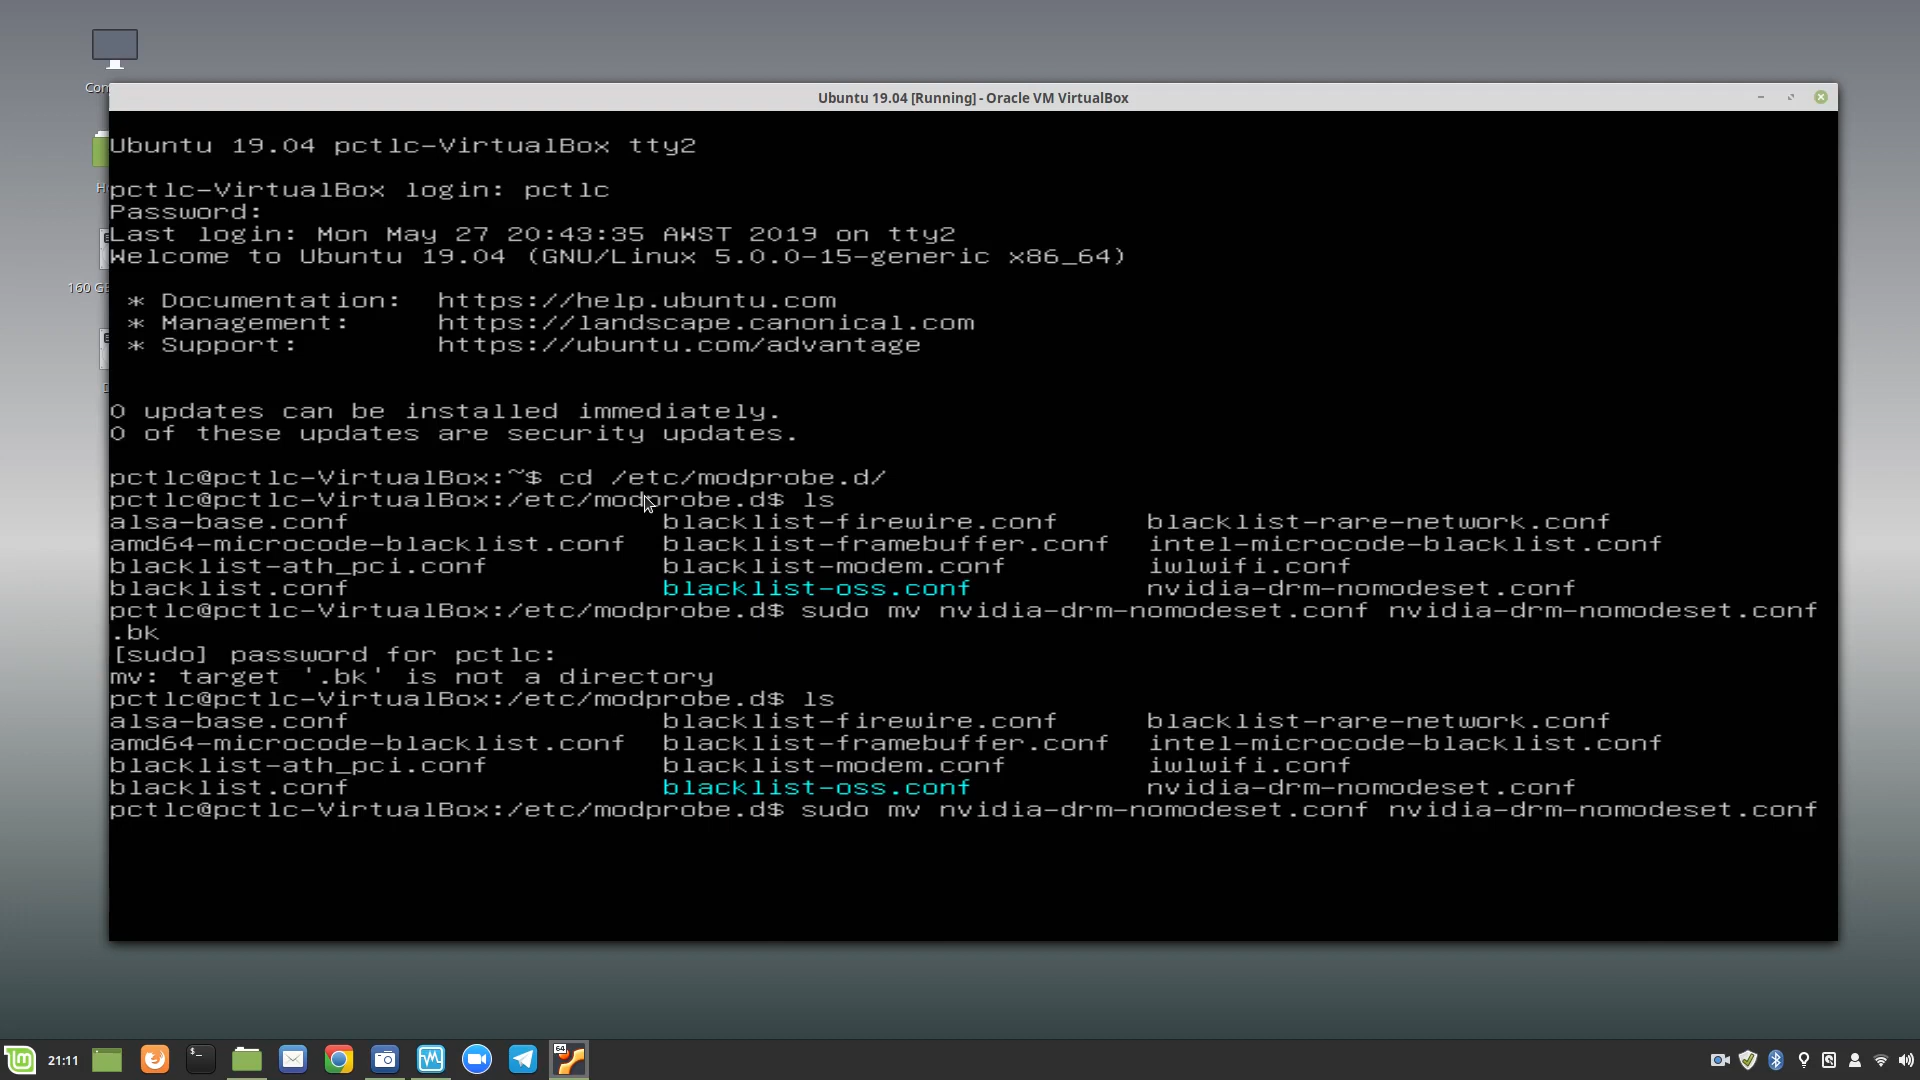 Com
Ubuntu 19.04 [Running] - Oracle VM VirtualBox
Ubuntu 19.04 pctlc-VirtualBox tty2
H
pctlc-VirtualBox login: pctlc
Password:
Last login: Mon May 27 20:43:35 AWST 2019 on tty2
Welcome to Ubuntu 19.04 (GNU/Linux 5.0.0-15-generic x86_64)
160 GB
* Documentation: https://help.ubuntu.com
* Management: https://landscape.canonical.com
* Support: https://ubuntu.com/advantage
0 updates can be installed immediately.
0 of these updates are security updates.
pctlc@pctlc-VirtualBox:~$ cd /etc/modprobe.d/
pctlc@pctlc-VirtualBox:/etc/modprobe.d$ ls
alsa-base.conf blacklist-firewire.conf blacklist-rare-network.conf
amd64-microcode-blacklist.conf blacklist-framebuffer.conf intel-microcode-blacklist.conf
blacklist-ath_pci.conf blacklist-modem.conf iwlwifi.conf
blacklist.conf blacklist-oss.conf nvidia-drm-nomodeset.conf
pctlc@pctlc-VirtualBox:/etc/modprobe.d$ sudo mv nvidia-drm-nomodeset.conf nvidia-drm-nomodeset.conf
.bk
[sudo] password for pctlc:
mv: target '.bk' is not a directory
pctlc@pctlc-VirtualBox:/etc/modprobe.d$ ls
alsa-base.conf blacklist-firewire.conf blacklist-rare-network.conf
amd64-microcode-blacklist.conf blacklist-framebuffer.conf intel-microcode-blacklist.conf
blacklist-ath_pci.conf blacklist-modem.conf iwlwifi.conf
blacklist.conf blacklist-oss.conf nvidia-drm-nomodeset.conf
pctlc@pctlc-VirtualBox:/etc/modprobe.d$ sudo mv nvidia-drm-nomodeset.conf nvidia-drm-nomodeset.conf
21:11
64